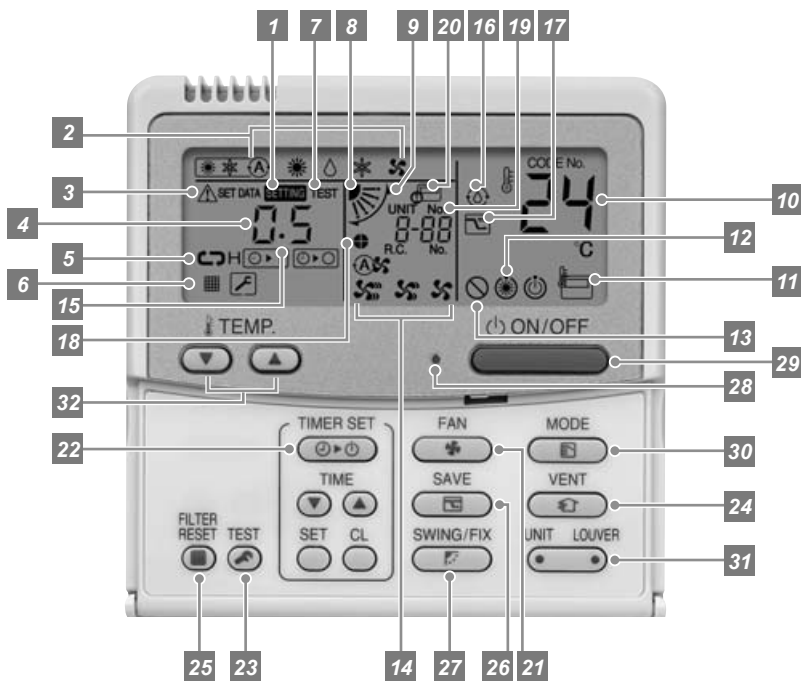 1 7 8 9 20 16 19 17
2
CODE No.
3 SET DATA SETTING TEST
UNIT No.
24 10
4 0.5
8-88
R.C. No.
°C
12
5 H
A
6
11
15
18
13
TEMP.
ON/OFF
29
28
32
TIMER SET FAN MODE
22
30
TIME SAVE VENT
24
FILTER
RESET TEST SET CL SWING/FIX UNIT LOUVER
31
25 23 14 27 26 21